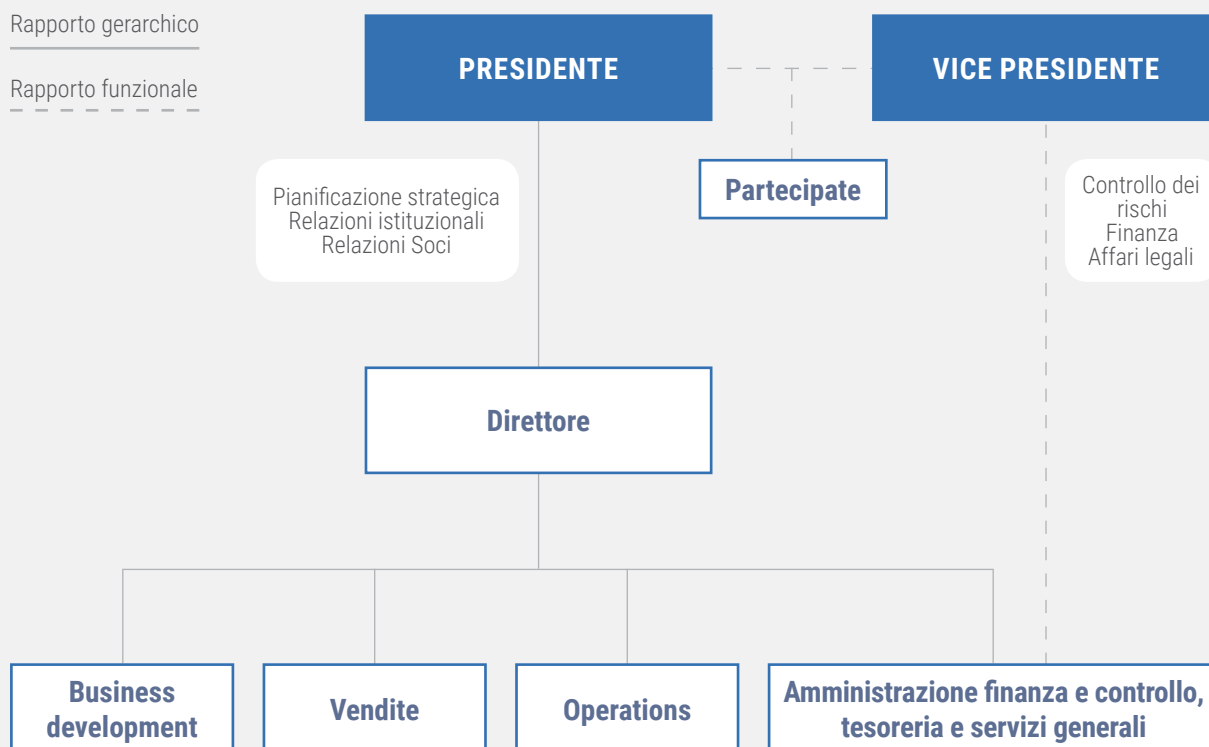 Rapporto gerarchico
Rapporto funzionale
PRESIDENTE
VICE PRESIDENTE
Partecipate
Pianificazione strategica
Relazioni istituzionali
Relazioni Soci
Controllo dei
rischi
Finanza
Affari legali
Direttore
Business
development
Vendite
Operations
Amministrazione finanza e controllo,
tesoreria e servizi generali